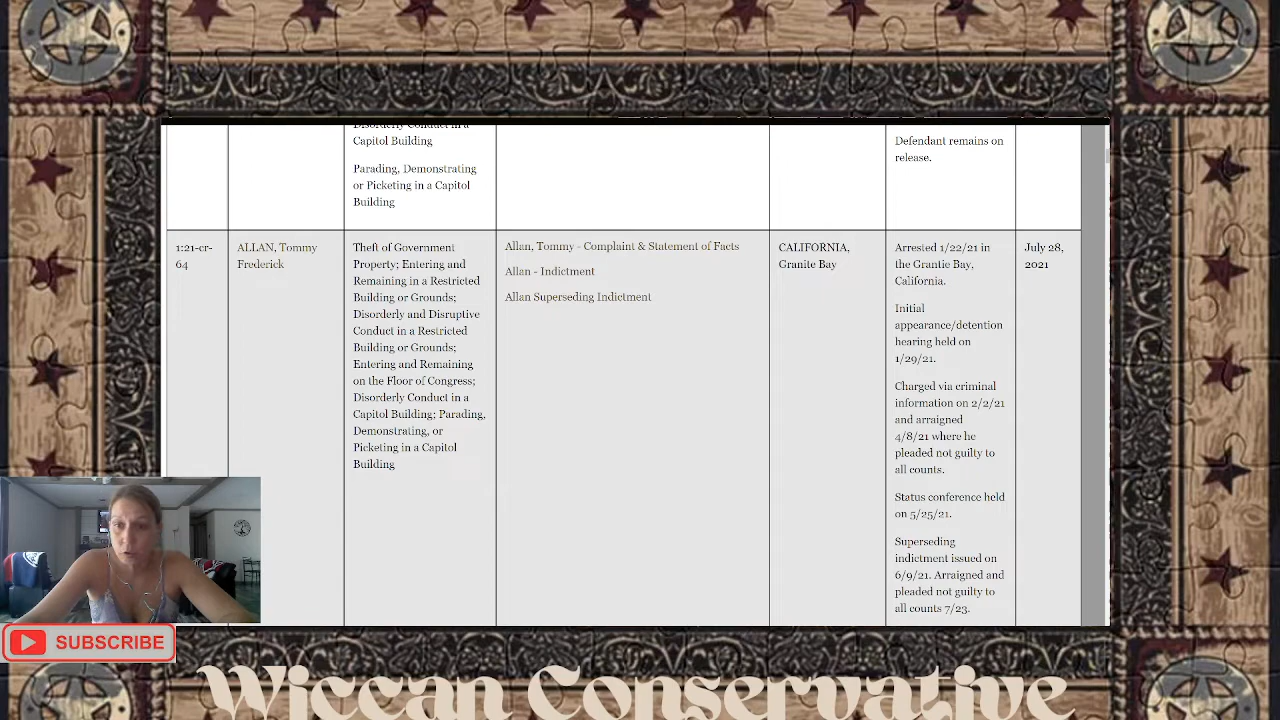 Disorderly Conduct in a
Capitol Building
Parading, Demonstrating
or Picketing in a Capitol
Building
Defendant remains on
release.
1:21-cr-
64
ALLAN, Tommy
Frederick
Theft of Government
Property; Entering and
Remaining in a Restricted
Building or Grounds;
Disorderly and Disruptive
Conduct in a Restricted
Building or Grounds;
Entering and Remaining
on the Floor of Congress;
Disorderly Conduct in a
Capitol Building; Parading,
Demonstrating, or
Picketing in a Capitol
Building
Allan, Tommy - Complaint & Statement of Facts
Allan - Indictment
Allan Superseding Indictment
CALIFORNIA,
Granite Bay
Arrested 1/22/21 in
the Grantie Bay,
California.
Initial
appearance/detention
hearing held on
1/29/21.
Charged via criminal
information on 2/2/21
and arraigned
4/8/21 where he
pleaded not guilty to
all counts.
Status conference held
on 5/25/21.
Superseding
indictment issued on
6/9/21. Arraigned and
pleaded not guilty to
all counts 7/23.
July 28,
2021
SUBSCRIBE
Wiccan Conservative